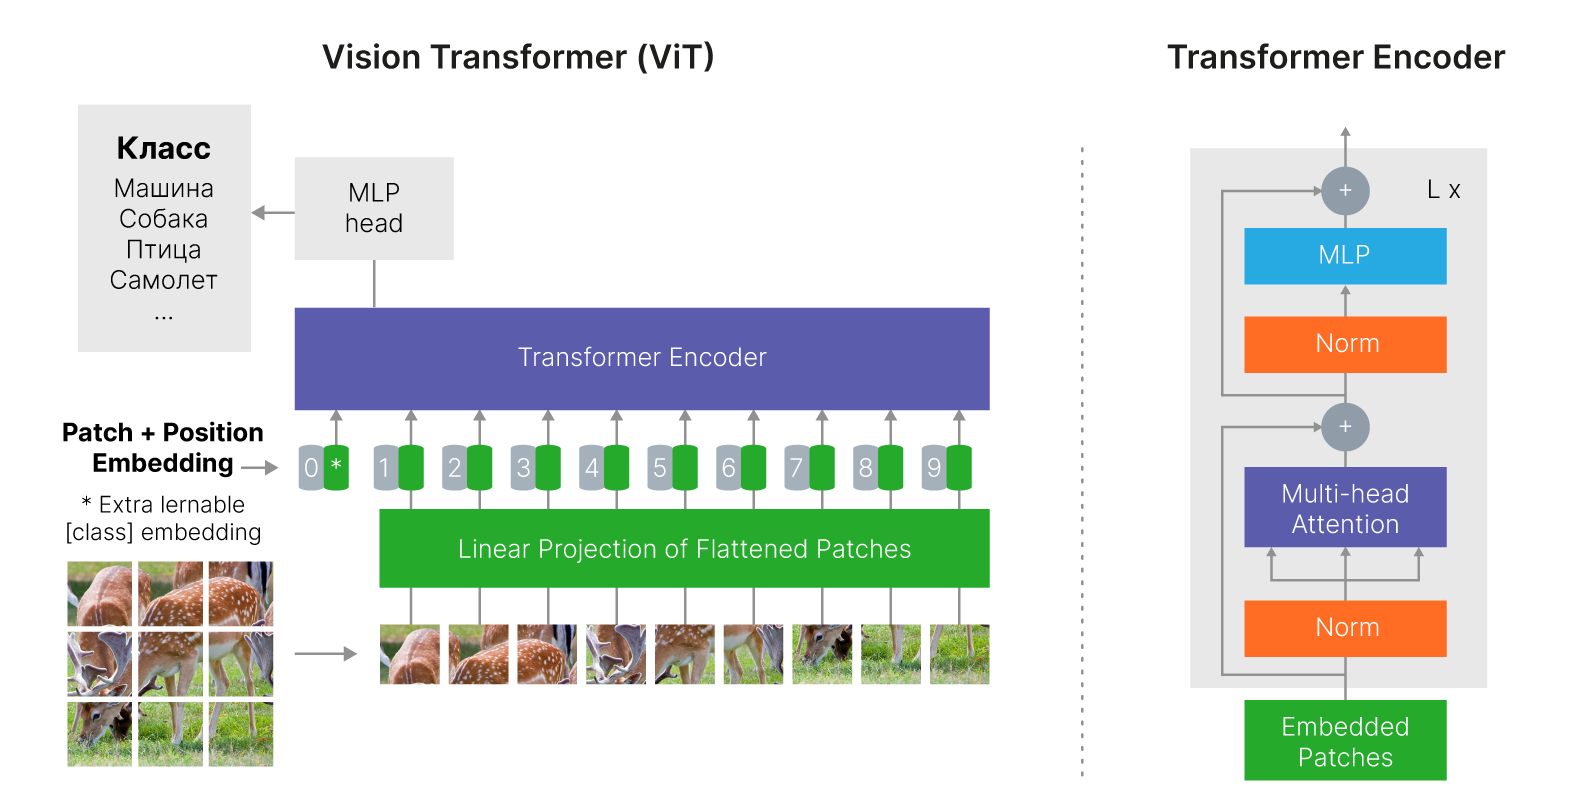 Vision Transformer (ViT)
Класс
Машина
Собака
Птица
Самолет
...
MLP
head
Transformer Encoder
Patch + Position
Embedding
* Extra lernable
[class] embedding
0 * 1 2 3 4 5 6 7 8 9
Linear Projection of Flattened Patches
Transformer Encoder
L x
+
MLP
Norm
+
Multi-head
Attention
Norm
Embedded
Patches